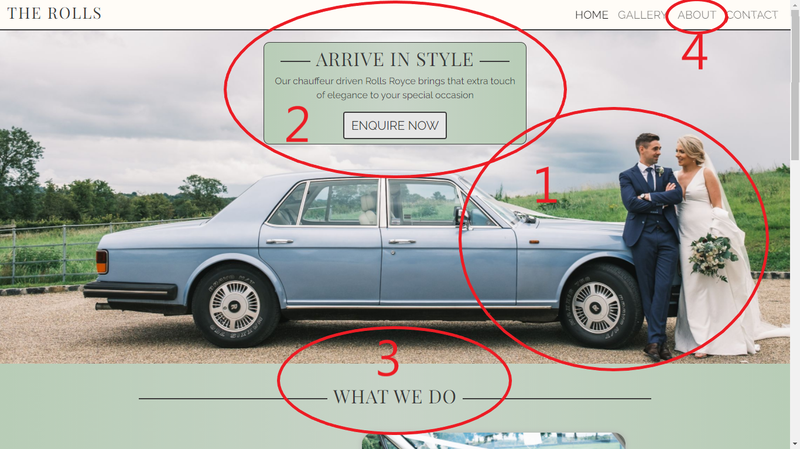 THE ROLLS
HOME GALLERY ABOUT CONTACT
4
ARRIVE IN STYLE
Our chauffeur driven Rolls Royce brings that extra touch
of elegance to your special occasion
2
ENQUIRE NOW
1
3
WHAT WE DO